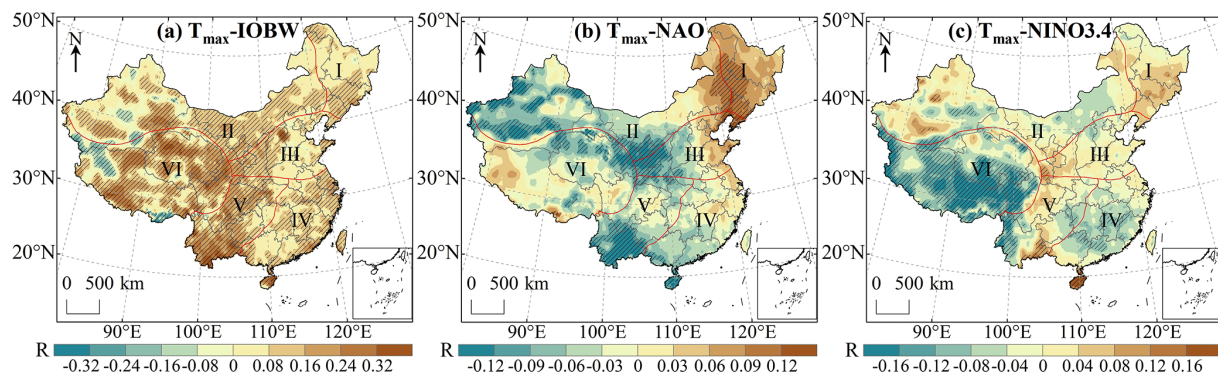 (a) Tmax-IOBW
50°N
40°N
30°N
20°N
N
I
II
III
VI
V
IV
0 500 km
90°E 100°E 110°E 120°E
R -0.32 -0.24 -0.16 -0.08 0 0.08 0.16 0.24 0.32
(b) Tmax-NAO
50°N
40°N
30°N
20°N
N
I
II
III
VI
V
IV
0 500 km
90°E 100°E 110°E 120°E
R -0.12 -0.09 -0.06 -0.03 0 0.03 0.06 0.09 0.12
(c) Tmax-NINO3.4
50°N
40°N
30°N
20°N
N
I
II
III
VI
V
IV
0 500 km
90°E 100°E 110°E 120°E
R -0.16 -0.12 -0.08 -0.04 0 0.04 0.08 0.12 0.16